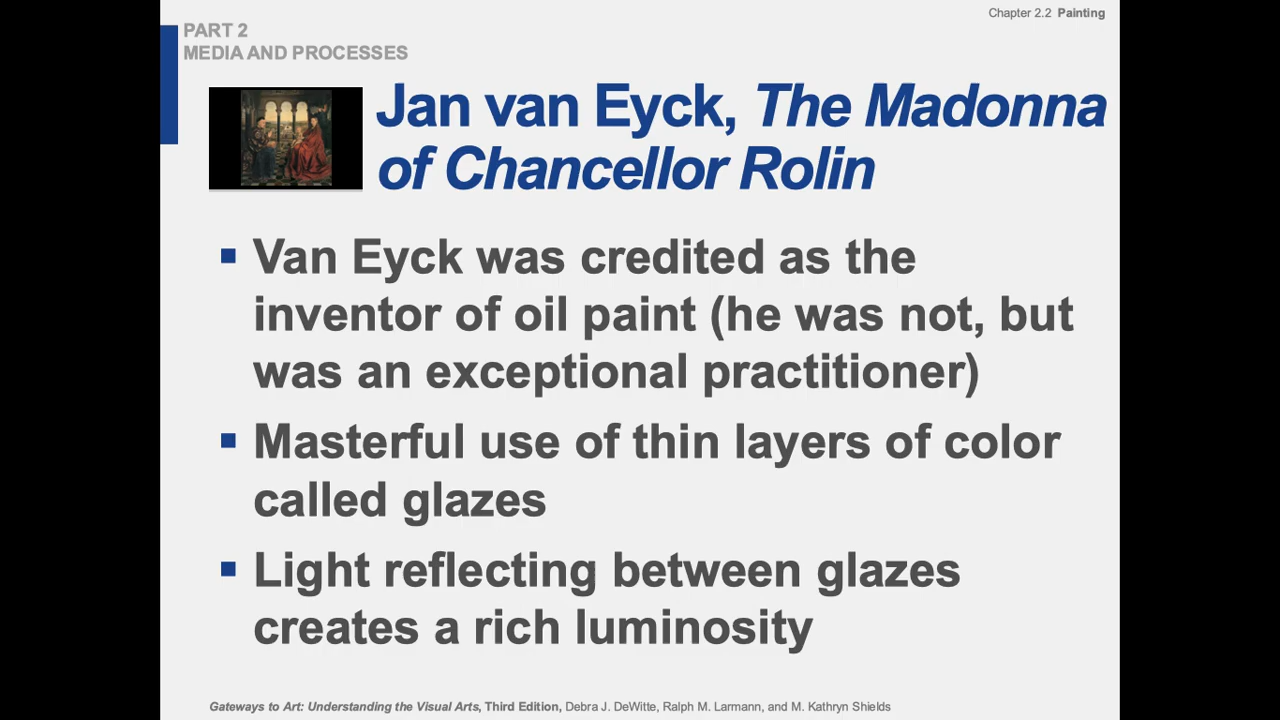 Chapter 2.2 Painting
PART 2
MEDIA AND PROCESSES
Jan van Eyck, The Madonna
of Chancellor Rolin
▪ Van Eyck was credited as the
inventor of oil paint (he was not, but
was an exceptional practitioner)
▪ Masterful use of thin layers of color
called glazes
▪ Light reflecting between glazes
creates a rich luminosity
Gateways to Art: Understanding the Visual Arts, Third Edition, Debra J. DeWitte, Ralph M. Larmann, and M. Kathryn Shields